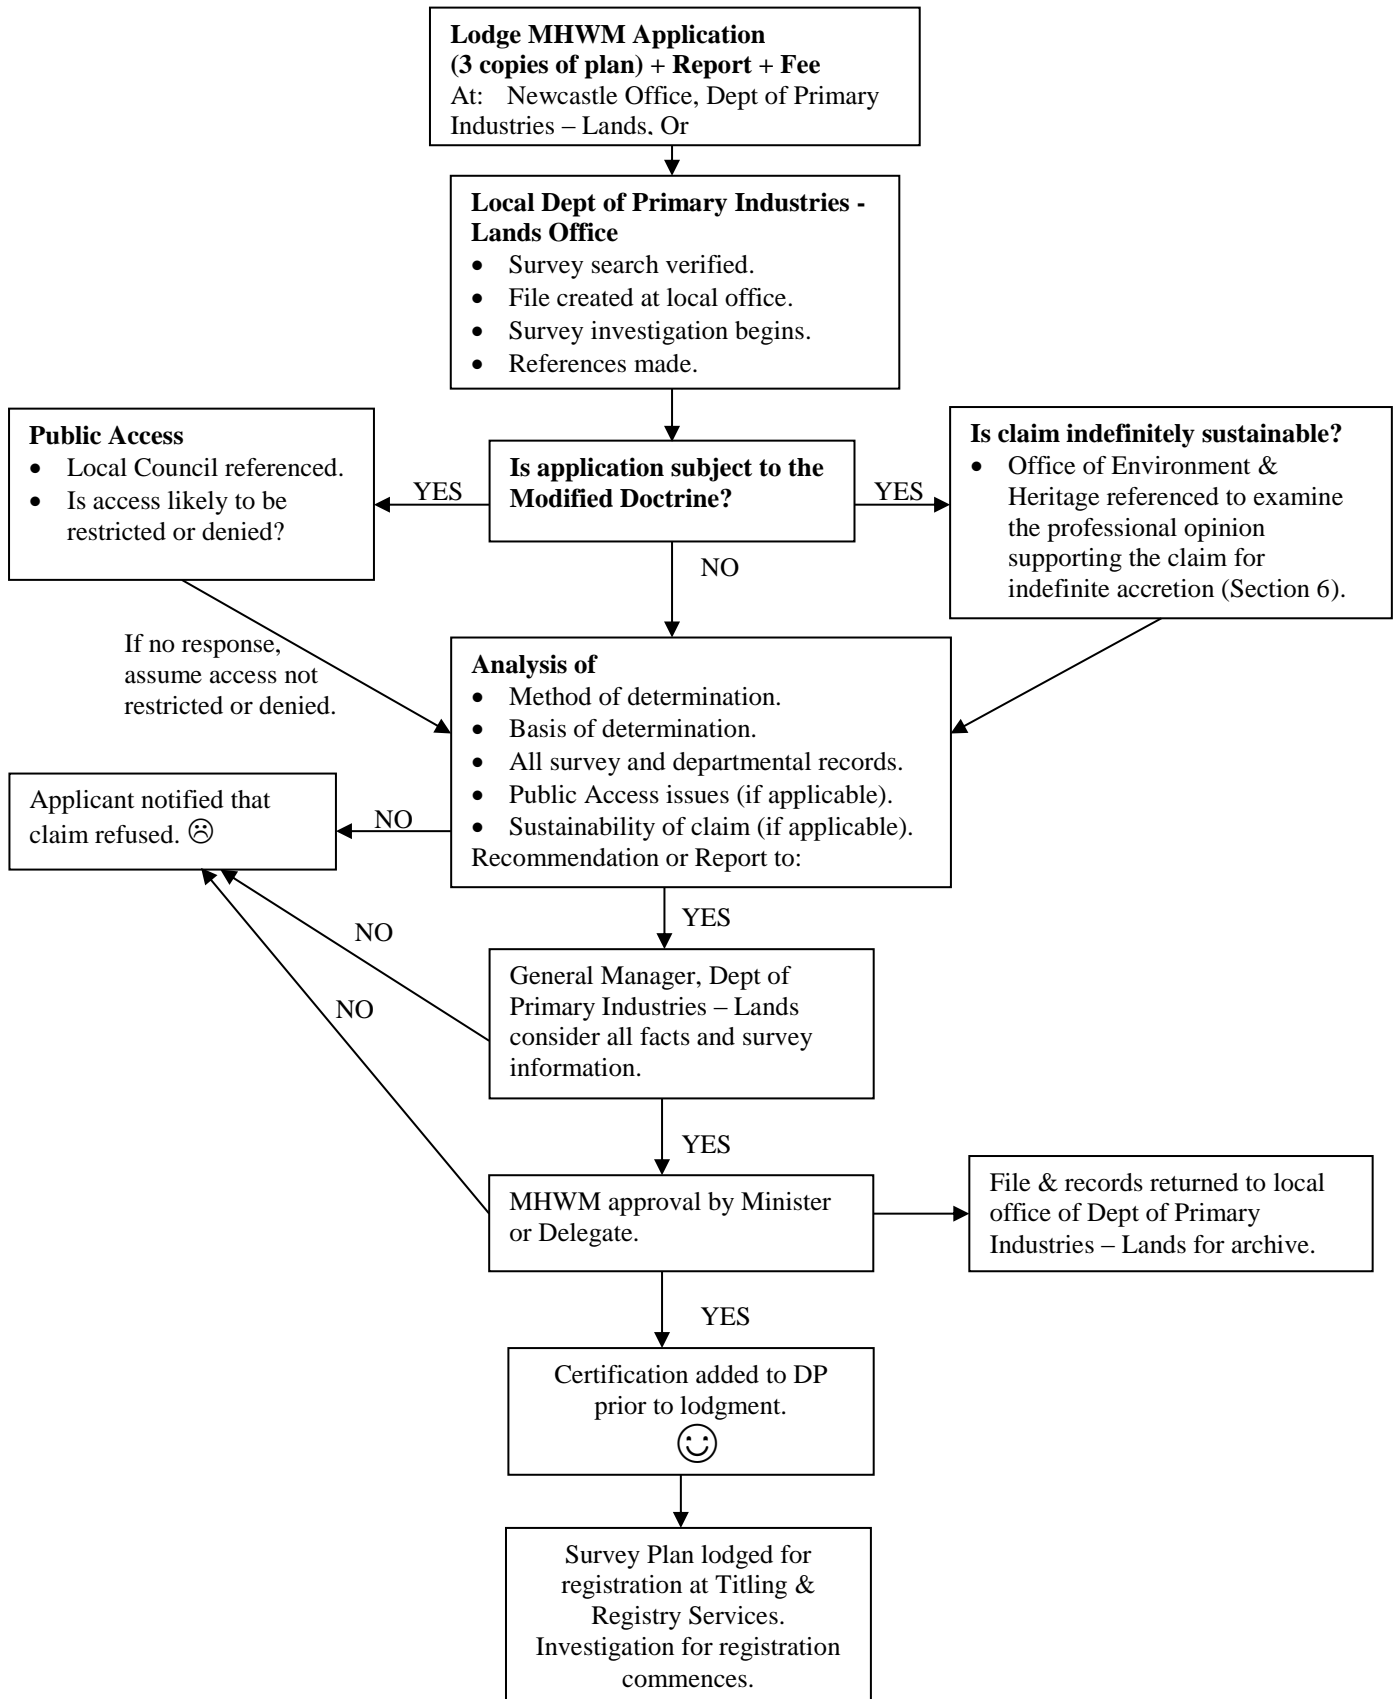 Lodge MHWM Application
(3 copies of plan) + Report + Fee
At: Newcastle Office, Dept of Primary
Industries – Lands, Or
Local Dept of Primary Industries -
Lands Office
• Survey search verified.
• File created at local office.
• Survey investigation begins.
• References made.
Public Access
• Local Council referenced.
• Is access likely to be
restricted or denied?
YES
Is application subject to the
Modified Doctrine?
YES
Is claim indefinitely sustainable?
• Office of Environment &
Heritage referenced to examine
the professional opinion
supporting the claim for
indefinite accretion (Section 6).
NO
If no response,
assume access not
restricted or denied.
Analysis of
• Method of determination.
• Basis of determination.
• All survey and departmental records.
• Public Access issues (if applicable).
• Sustainability of claim (if applicable).
Recommendation or Report to:
NO
Applicant notified that
claim refused. ☹
YES
NO
General Manager, Dept of
Primary Industries – Lands
consider all facts and survey
information.
NO
YES
MHWM approval by Minister
or Delegate.
File & records returned to local
office of Dept of Primary
Industries – Lands for archive.
YES
Certification added to DP
prior to lodgment.
☺
Survey Plan lodged for
registration at Titling &
Registry Services.
Investigation for registration
commences.